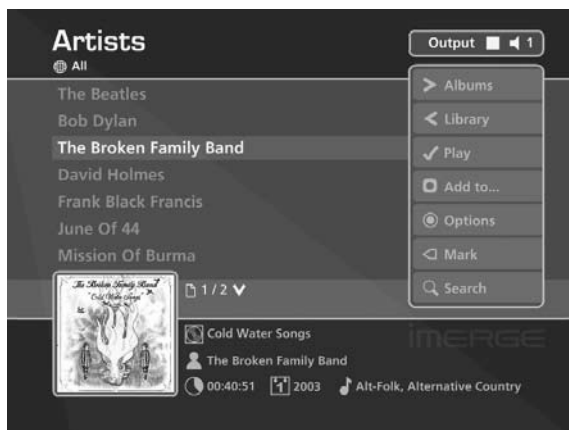 Artists
All
Output 1
The Beatles
Bob Dylan
The Broken Family Band
David Holmes
Frank Black Francis
June Of 44
Mission Of Burma
Albums
Library
Play
Add to...
Options
Mark
Search
1 / 2
The Broken Family Band
"Cold Water Songs"
Cold Water Songs
The Broken Family Band
00:40:51 1 2003 Alt-Folk, Alternative Country
imerge